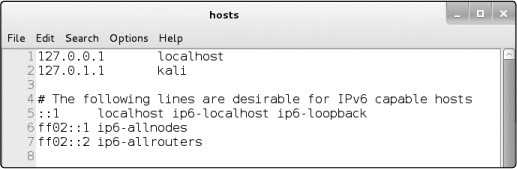 hosts
File Edit Search Options Help
1 127.0.0.1 localhost
2 127.0.1.1 kali
3
4 # The following lines are desirable for IPv6 capable hosts
5 ::1 localhost ip6-localhost ip6-loopback
6 ff02::1 ip6-allnodes
7 ff02::2 ip6-allrouters
8